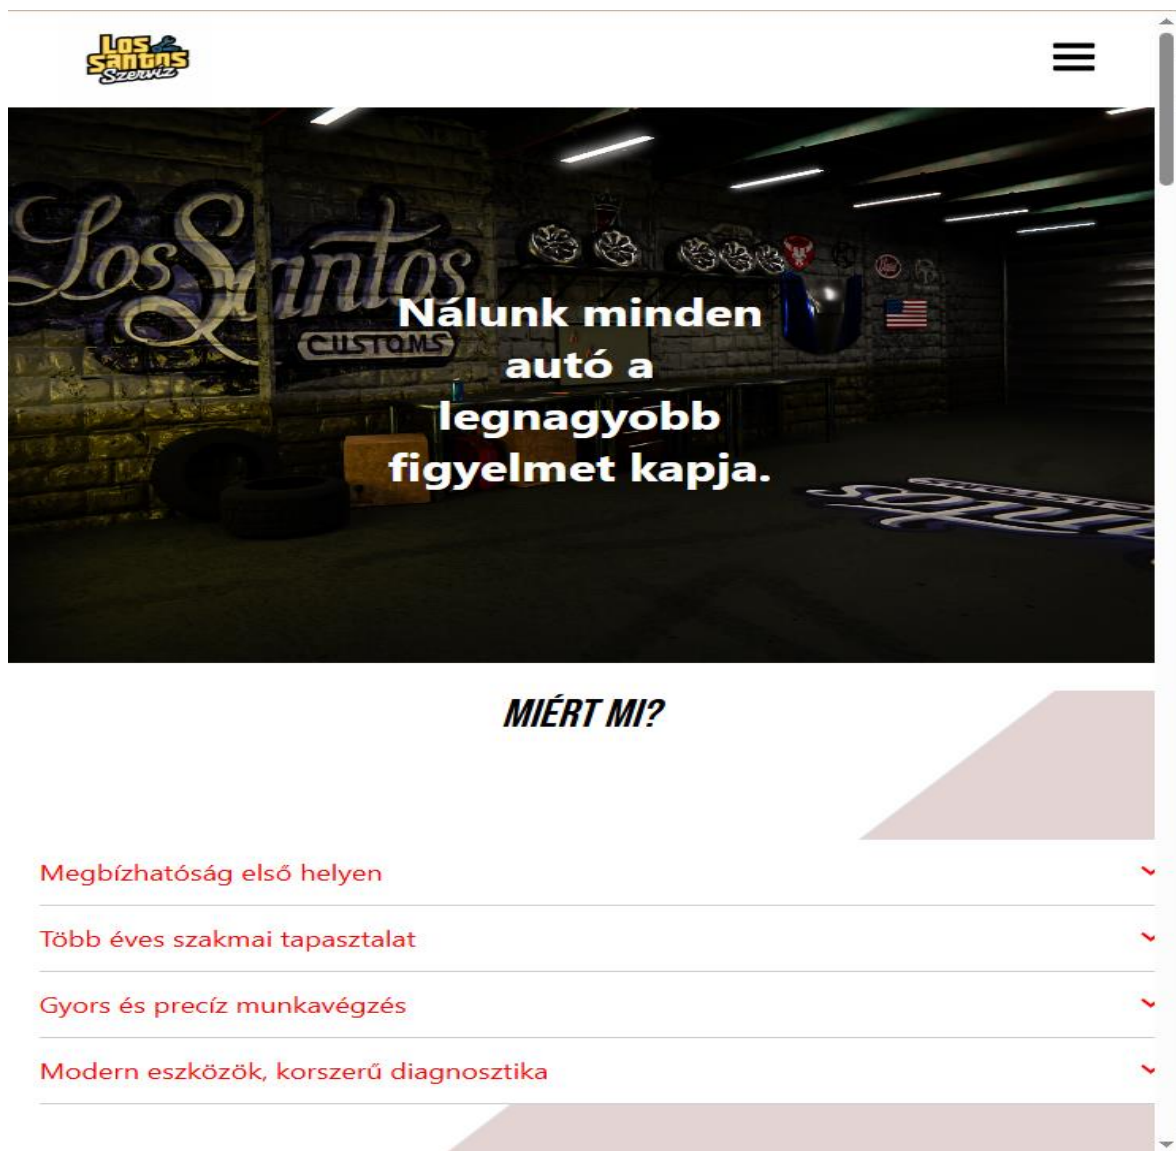 Los
Santos
Szerviz
Los Santos
CUSTOMS
Nálunk minden
autó a
legnagyobb
figyelmet kapja.
MIÉRT MI?
Megbízhatóság első helyen
Több éves szakmai tapasztalat
Gyors és precíz munkavégzés
Modern eszközök, korszerű diagnosztika